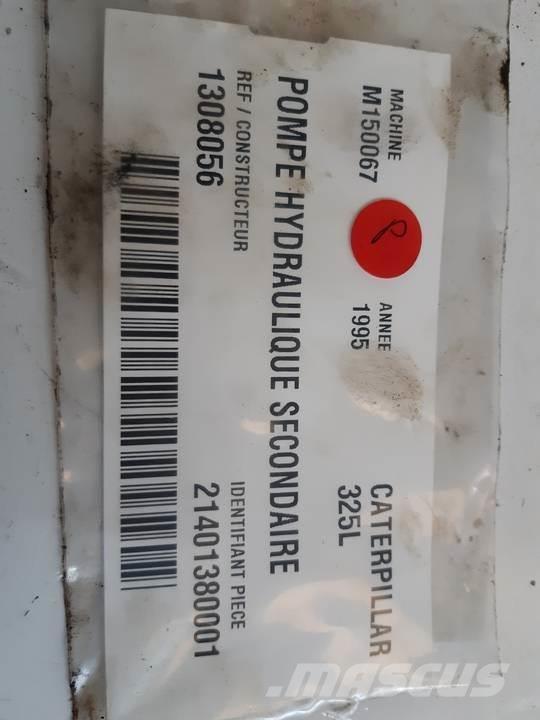 MACHINE ANNEE CATERPILLAR
M150067 1995 325L
P
POMPE HYDRAULIQUE SECONDAIRE
REF / CONSTRUCTEUR IDENTIFIANT PIECE
1308056 21401380001
MASCUS